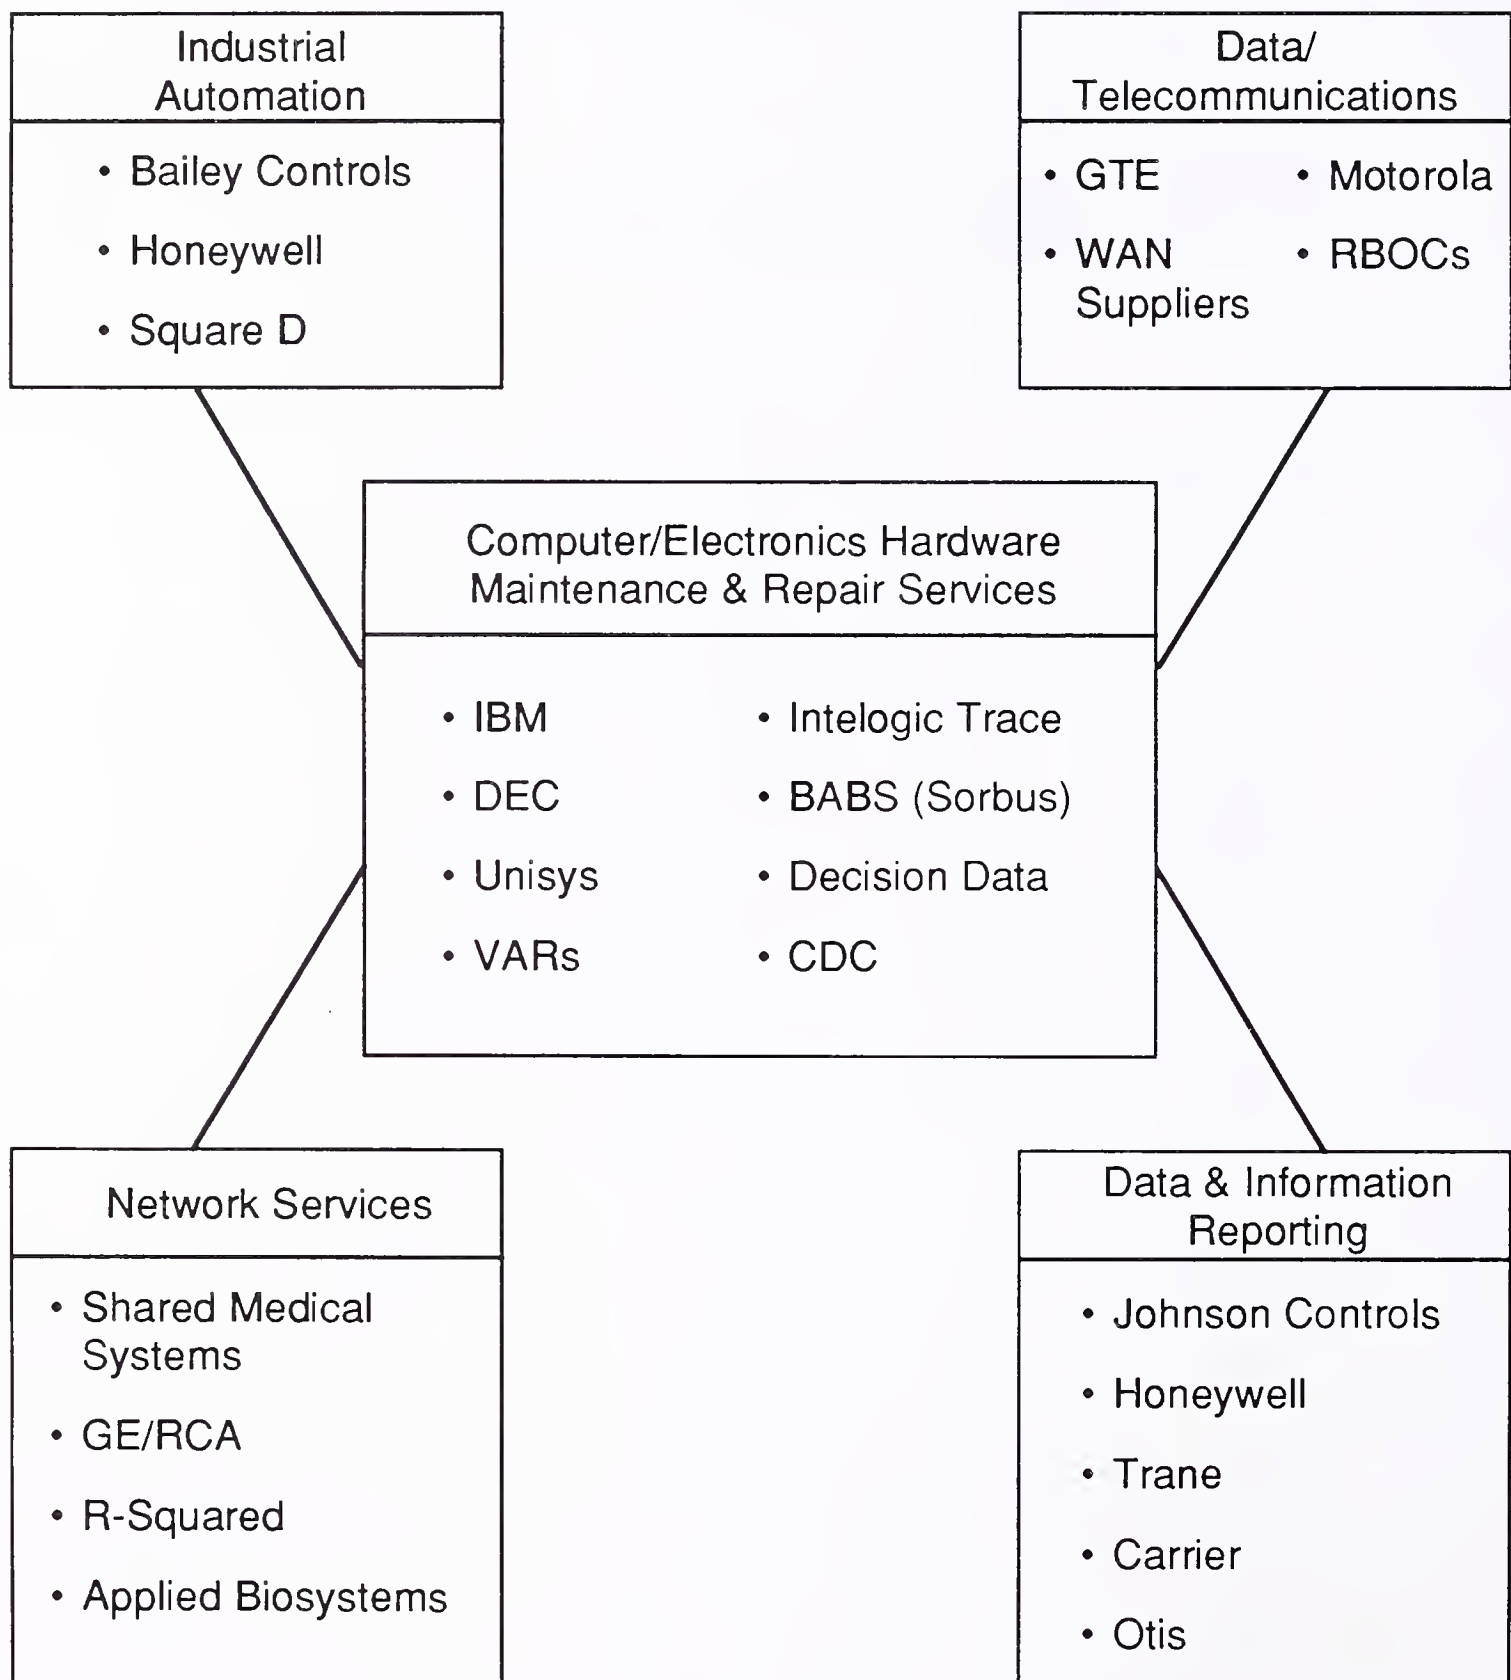 Industrial
Automation
• Bailey Controls
• Honeywell
• Square D
Data/
Telecommunications
• GTE
• Motorola
• WAN
Suppliers
• RBOCs
Computer/Electronics Hardware
Maintenance & Repair Services
• IBM
• DEC
• Unisys
• VARs
• Intelogic Trace
• BABS (Sorbus)
• Decision Data
• CDC
Network Services
• Shared Medical
Systems
• GE/RCA
• R-Squared
• Applied Biosystems
Data & Information
Reporting
• Johnson Controls
• Honeywell
• Trane
• Carrier
• Otis